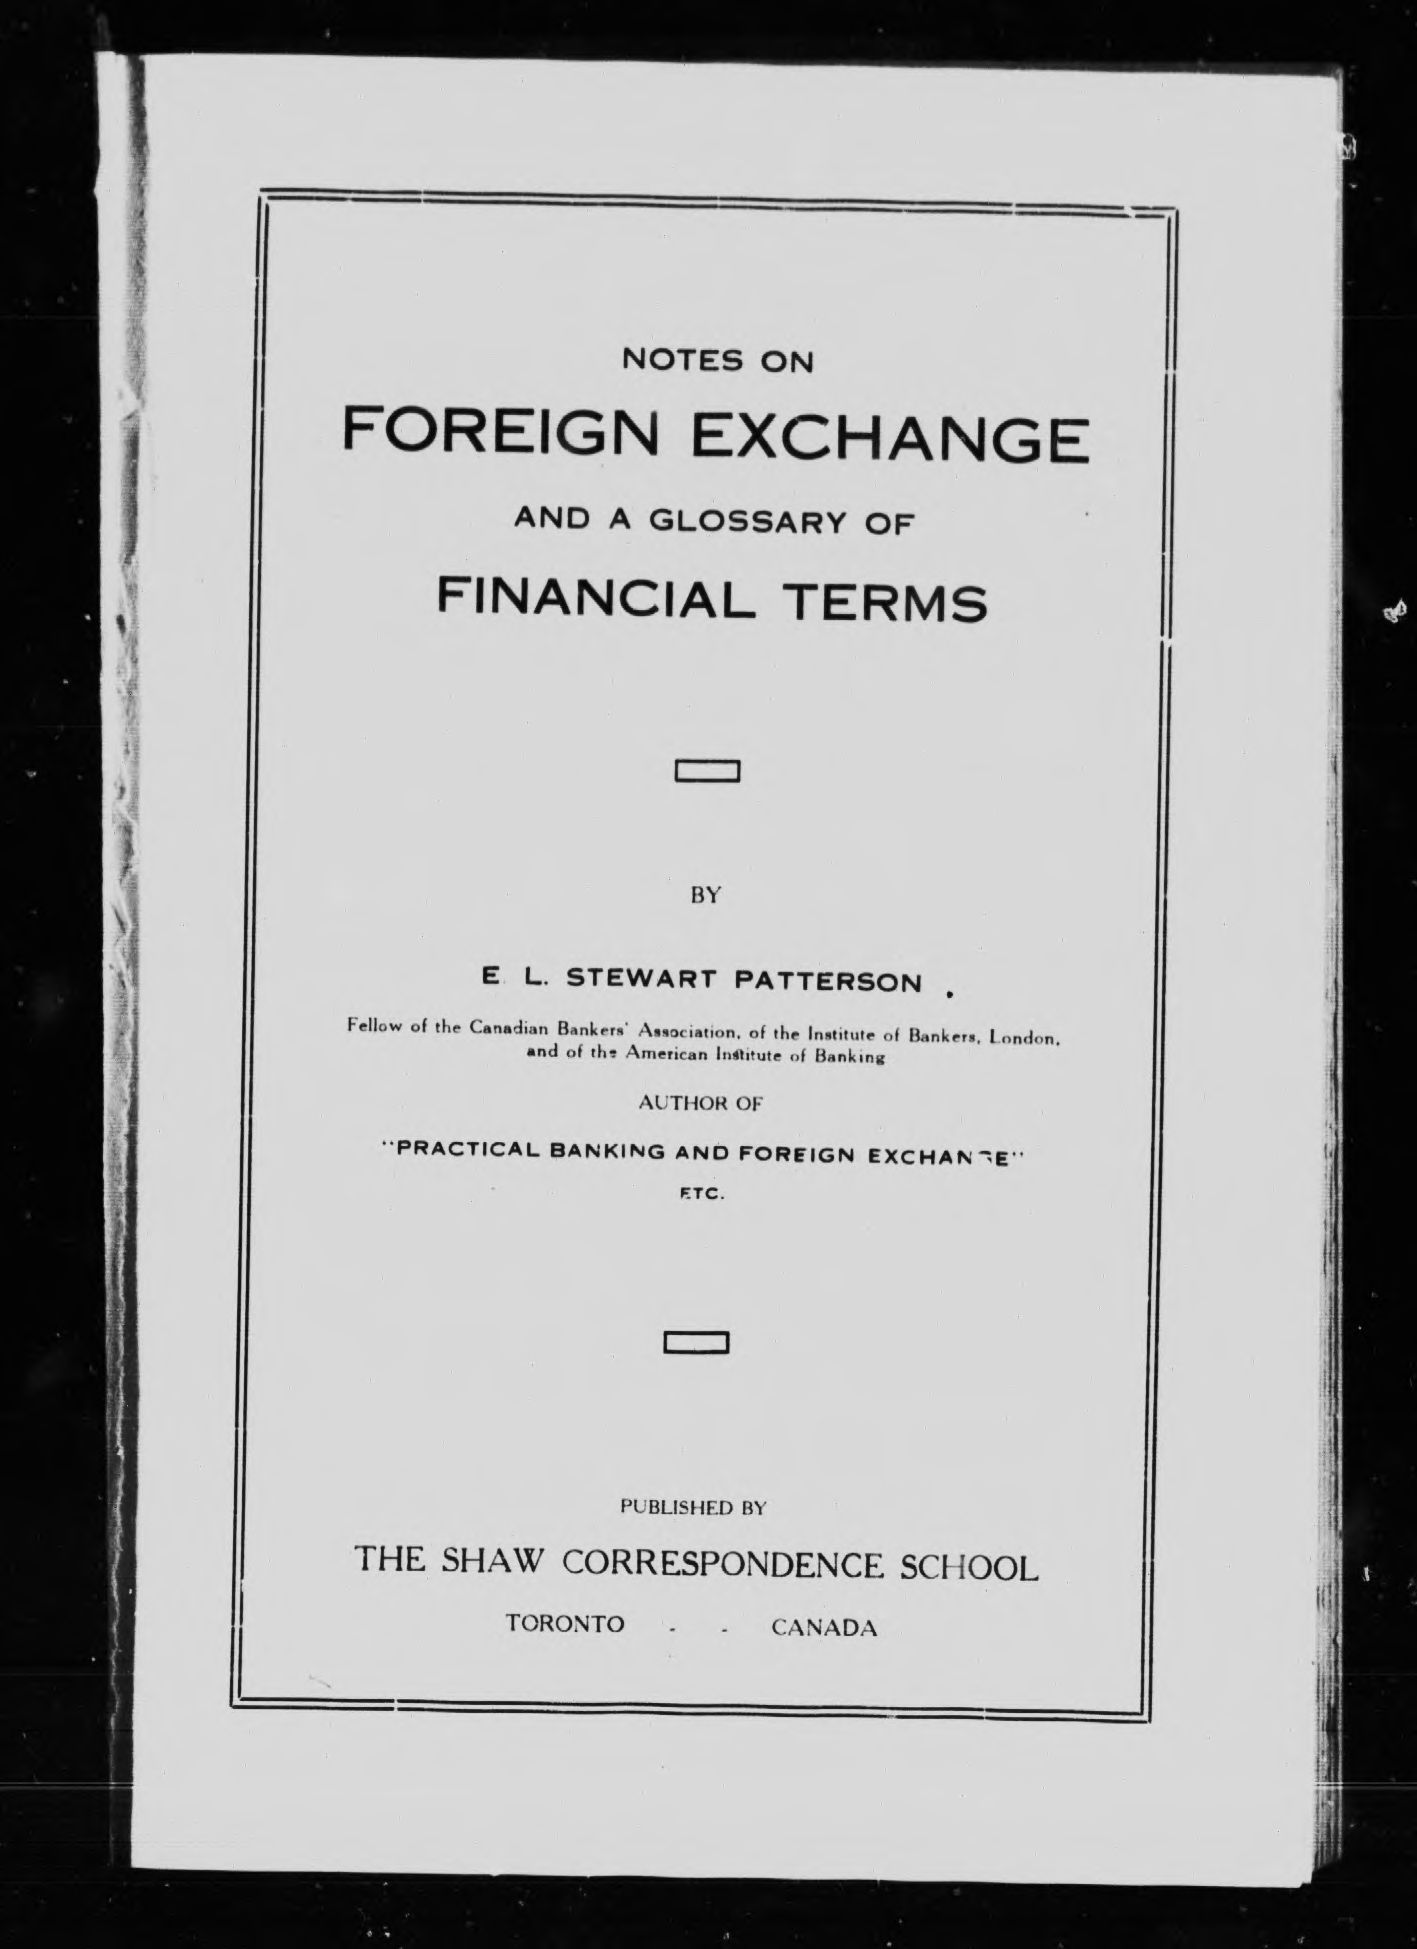 NOTES ON
FOREIGN EXCHANGE
AND A GLOSSARY OF
FINANCIAL TERMS
BY
E. L. STEWART PATTERSON
Fellow of the Canadian Bankers' Association, of the Institute of Bankers, London,
and of the American Institute of Banking
AUTHOR OF
"PRACTICAL BANKING AND FOREIGN EXCHANGE"
ETC.
PUBLISHED BY
THE SHAW CORRESPONDENCE SCHOOL
TORONTO - - CANADA